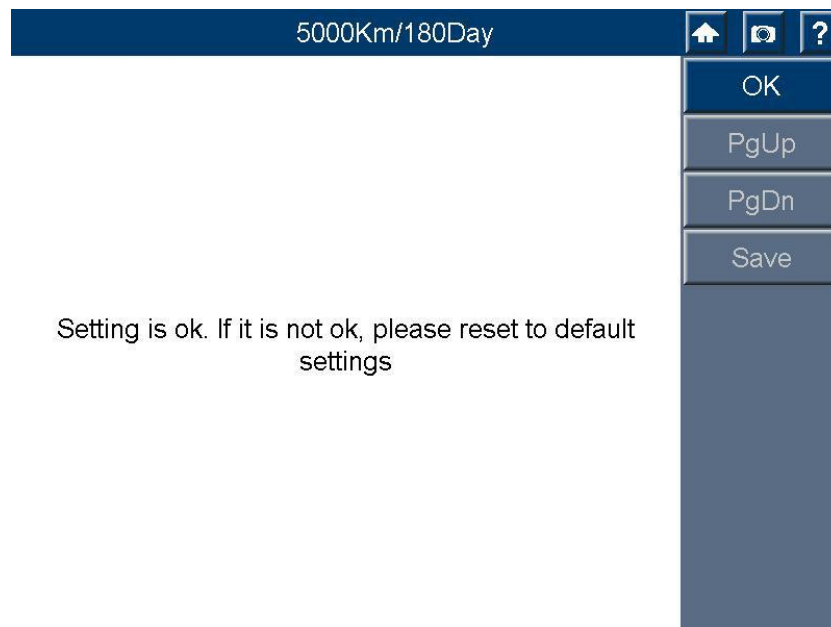 5000Km/180Day
?
OK
PgUp
PgDn
Save
Setting is ok. If it is not ok, please reset to default
settings